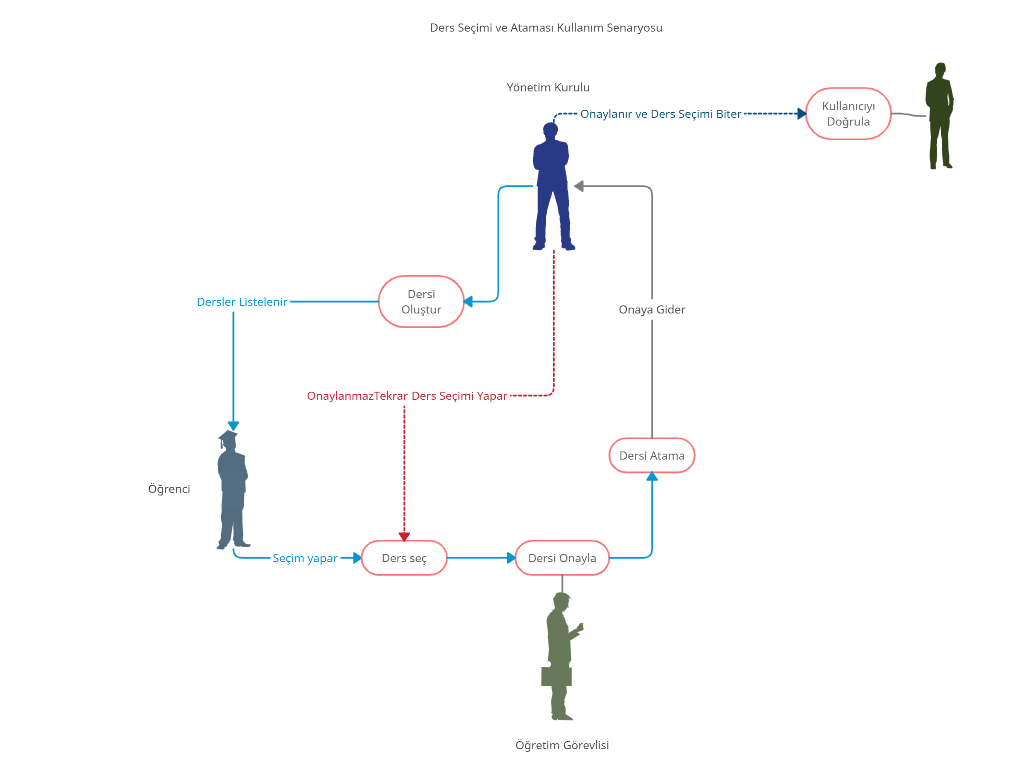 Ders Seçimi ve Ataması Kullanım Senaryosu
Yönetim Kurulu
Onaylanır ve Ders Seçimi Biter
Kullanıcıyı
Doğrula
Dersler Listelenir
Dersi
Oluştur
Onaya Gider
OnaylanmazTekrar Ders Seçimi Yapar
Dersi Atama
Öğrenci
Seçim yapar
Ders seç
Dersi Onayla
Öğretim Görevlisi